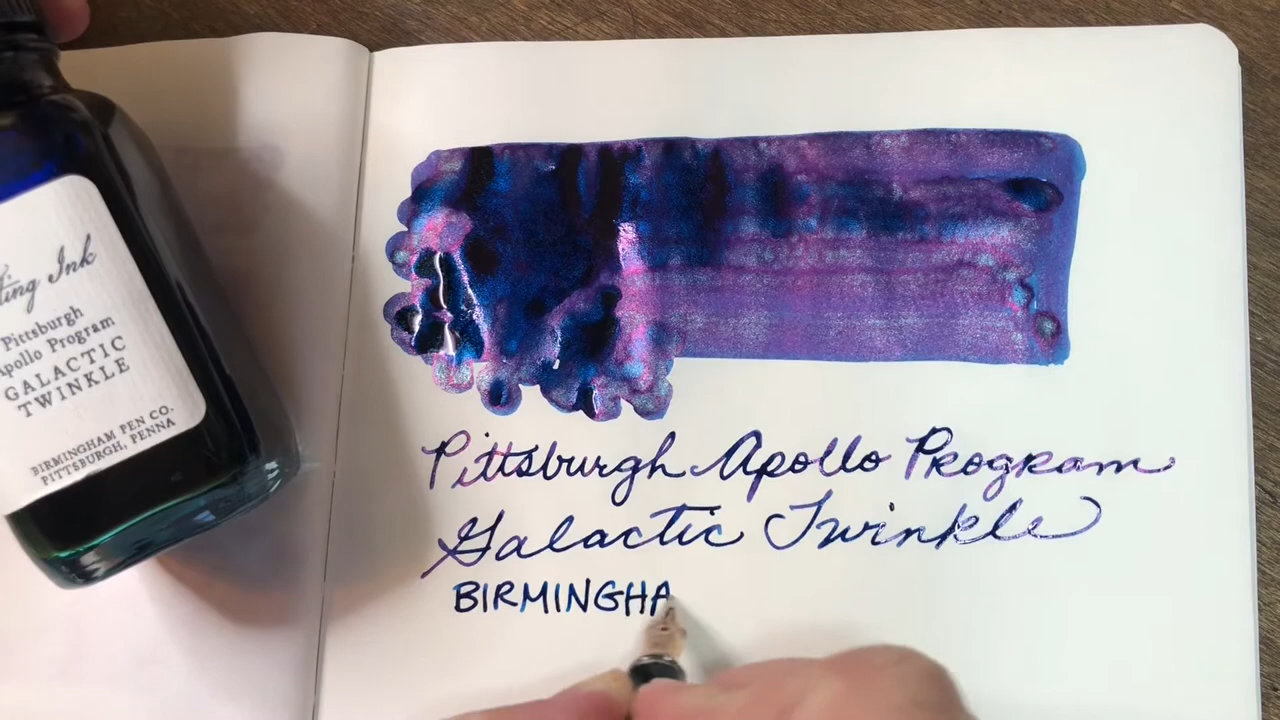 ting Ink
Pittsburgh
Apollo Program
GALACTIC
TWINKLE
BIRMINGHAM PEN CO.
PITTSBURGH, PENNA
Pittsburgh Apollo Program
Galactic Twinkle
BIRMINGHA